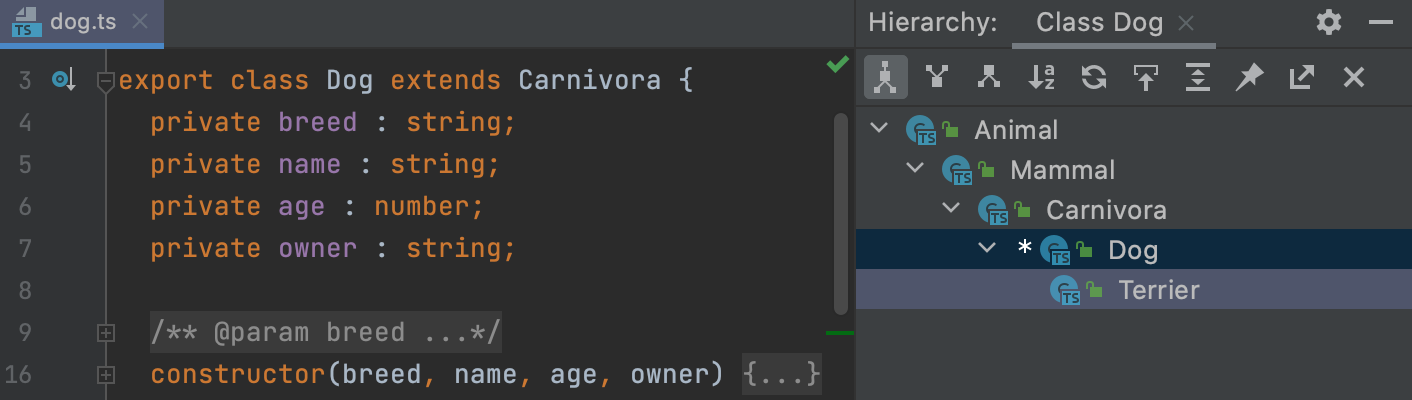 dog.ts
3 export class Dog extends Carnivora {
4 private breed : string;
5 private name : string;
6 private age : number;
7 private owner : string;
8
9 /** @param breed ...*/
16 constructor(breed, name, age, owner) {...}
Hierarchy: Class Dog
Animal
Mammal
Carnivora
* Dog
Terrier